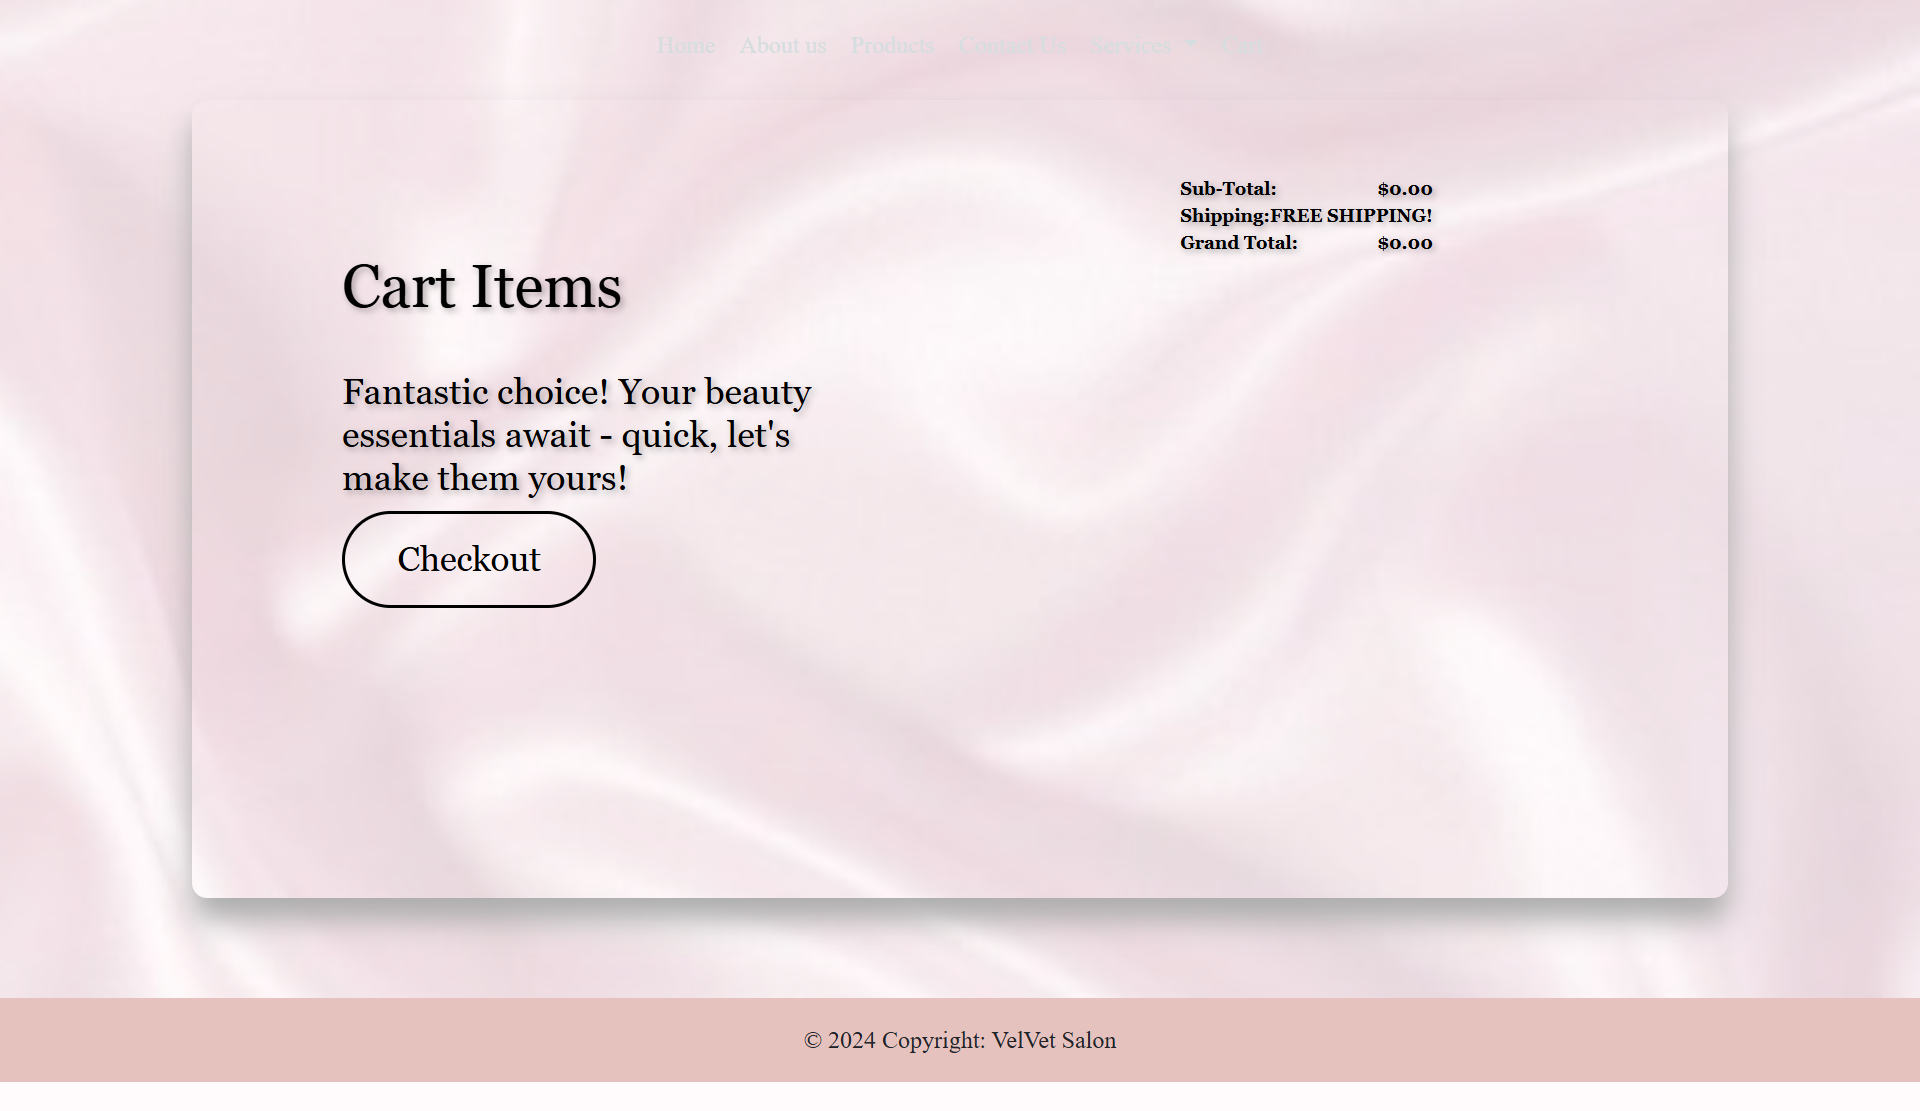 Home About us Products Contact Us Services Cart
Sub-Total: $0.00
Shipping:FREE SHIPPING!
Grand Total: $0.00
Cart Items
Fantastic choice! Your beauty
essentials await - quick, let's
make them yours!
Checkout
© 2024 Copyright: VelVet Salon